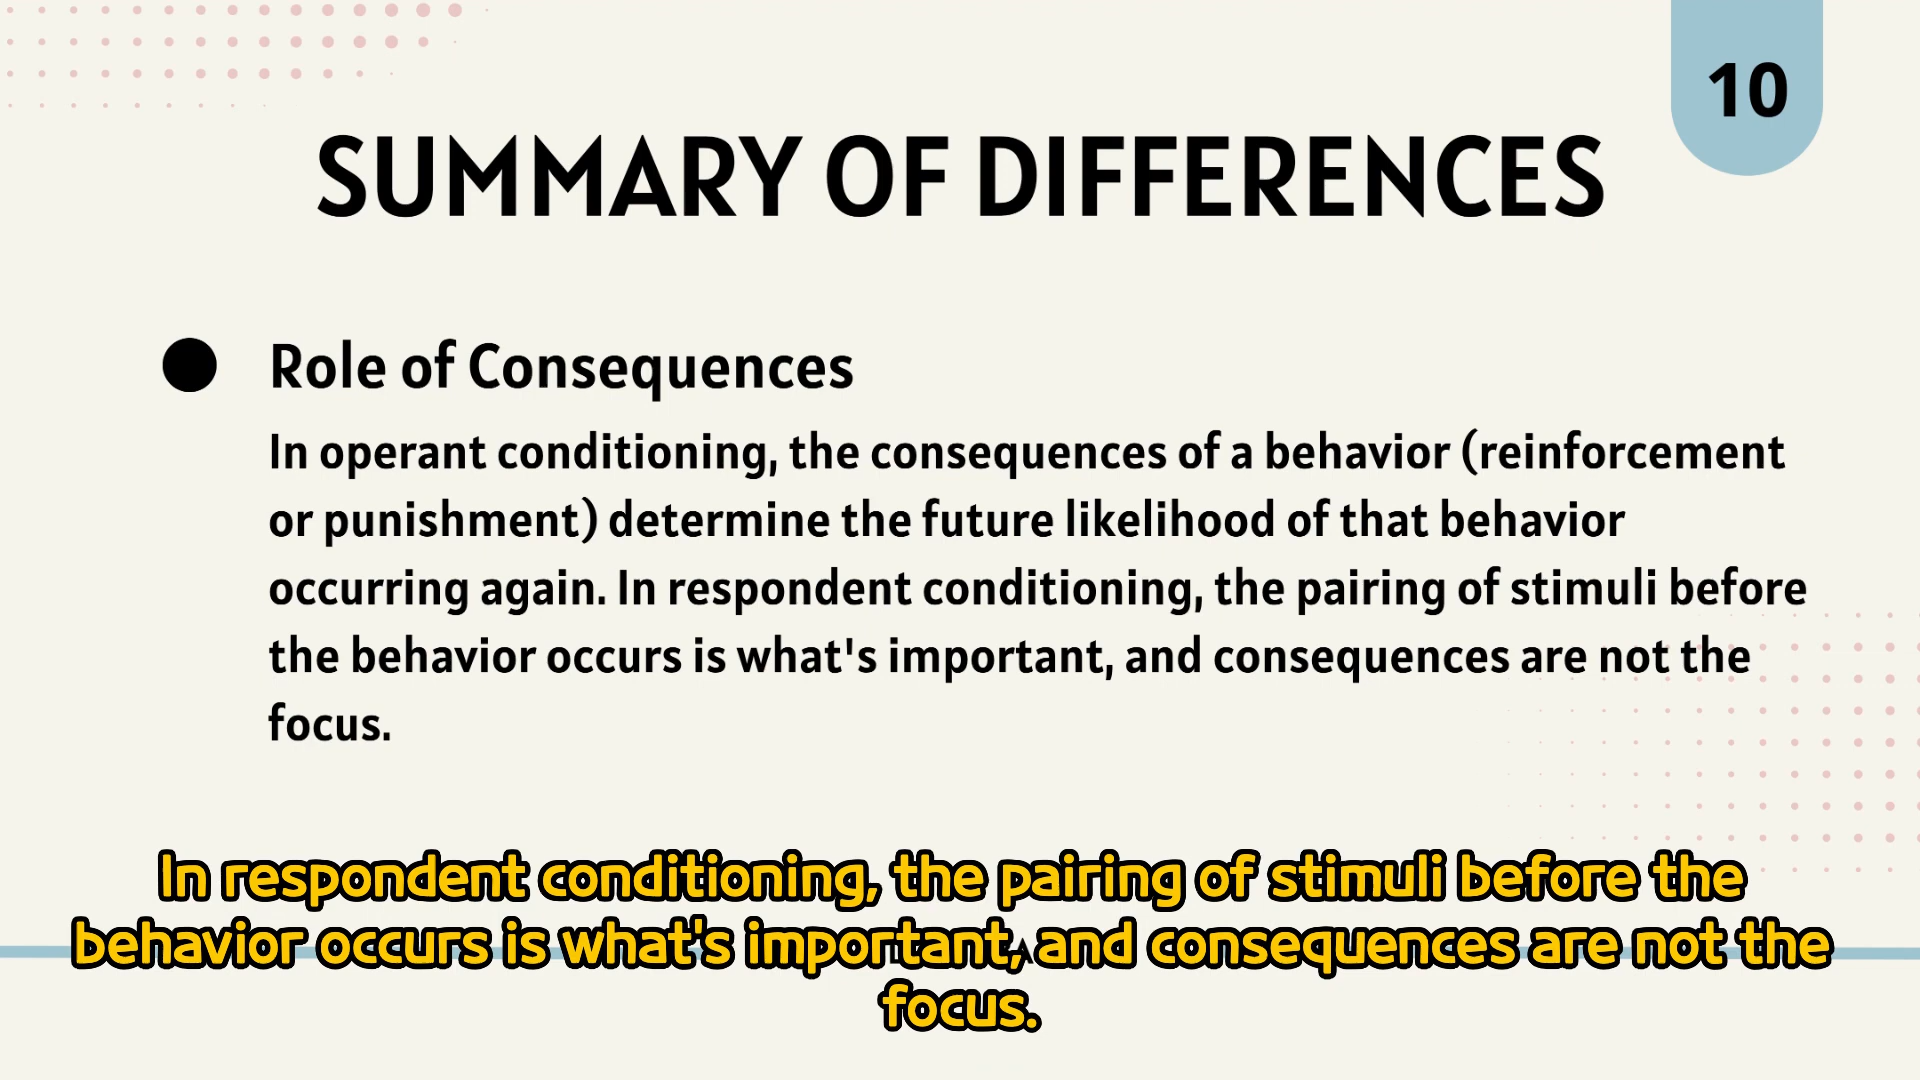 10
SUMMARY OF DIFFERENCES
Role of Consequences
In operant conditioning, the consequences of a behavior (reinforcement
or punishment) determine the future likelihood of that behavior
occurring again. In respondent conditioning, the pairing of stimuli before
the behavior occurs is what's important, and consequences are not the
focus.
In respondent conditioning, the pairing of stimuli before the
behavior occurs is what's important, and consequences are not the
focus.